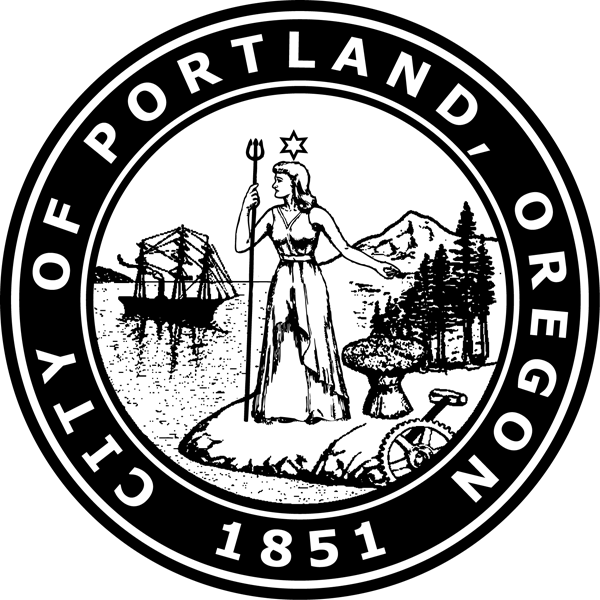 CITY OF PORTLAND, OREGON
1851